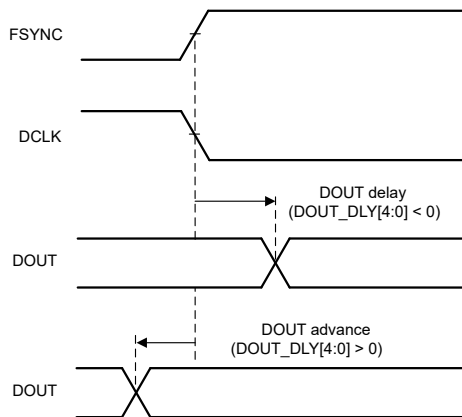 FSYNC
DCLK
DOUT delay
(DOUT_DLY[4:0] < 0)
DOUT
DOUT advance
(DOUT_DLY[4:0] > 0)
DOUT